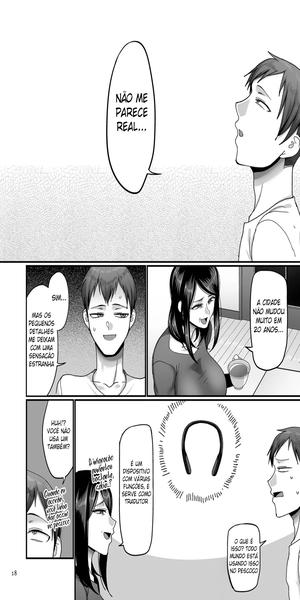 NÃO ME
PARECE
REAL...
A CIDADE
NÃO MUDOU
MUITO EM
20 ANOS...
SIM...
MAS OS
PEQUENOS
DETALHES
ME DEIXAM
COM UMA
SENSAÇÃO
ESTRANHA
O QUE É
ISSO? TODO
MUNDO ESTÁ
USANDO ISSO
NO PESCOÇO
É UM
DISPOSITIVO
COM VÁRIAS
FUNÇÕES, E
SERVE COMO
TRADUTOR
HUH!?
VOCÊ NÃO
USA UM
TAMBÉM?
18